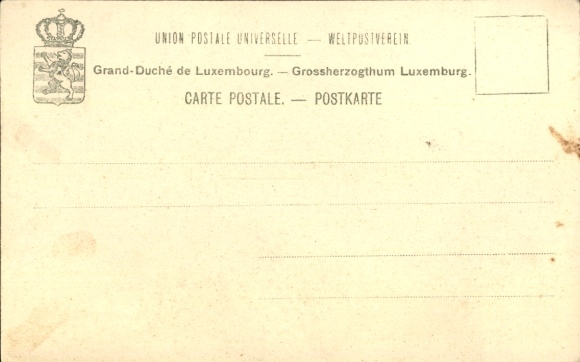 UNION POSTALE UNIVERSELLE — WELTPOSTVEREIN.
Grand-Duché de Luxembourg. — Grossherzogthum Luxemburg.
CARTE POSTALE. — POSTKARTE